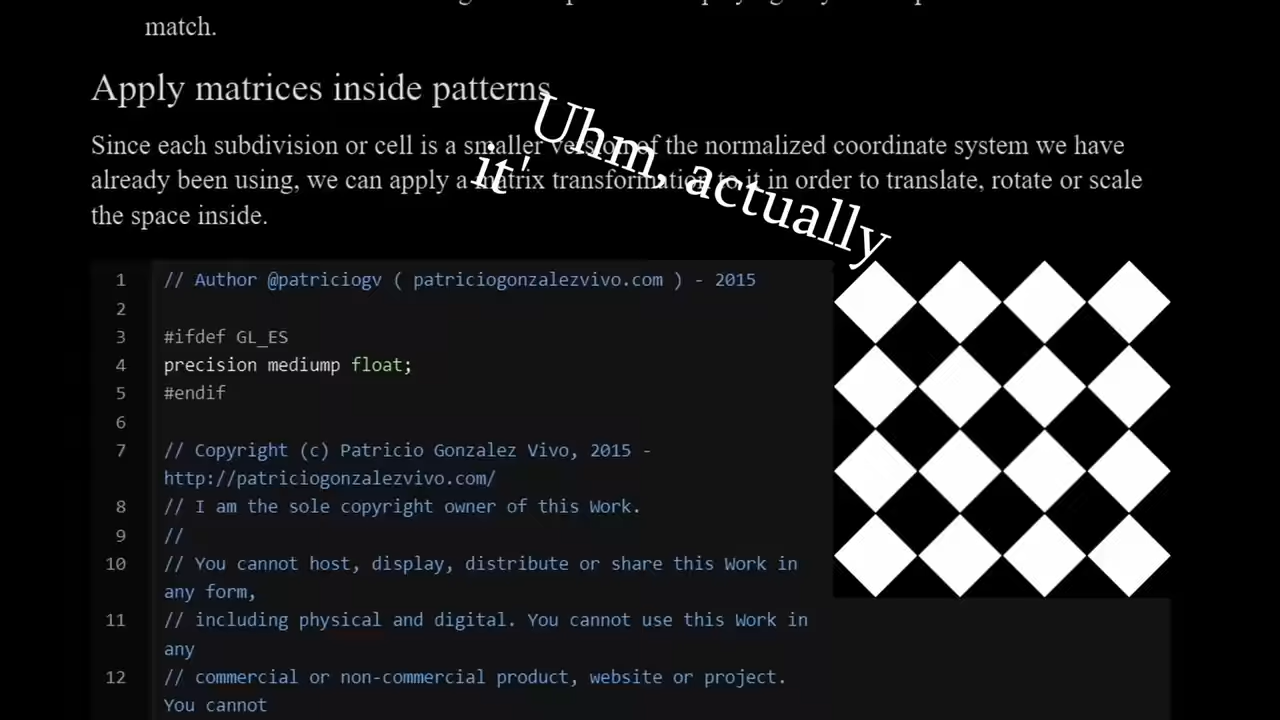 match.
Apply matrices inside patterns
Since each subdivision or cell is a smaller version of the normalized coordinate system we have
already been using, we can apply a matrix transformation to it in order to translate, rotate or scale
the space inside.
Uhm, actually
it'
1 // Author @patriciogv ( patriciogonzalezvivo.com ) - 2015
2
3 #ifdef GL_ES
4 precision mediump float;
5 #endif
6
7 // Copyright (c) Patricio Gonzalez Vivo, 2015 -
http://patriciogonzalezvivo.com/
8 // I am the sole copyright owner of this Work.
9 //
10 // You cannot host, display, distribute or share this Work in
any form,
11 // including physical and digital. You cannot use this Work in
any
12 // commercial or non-commercial product, website or project.
You cannot